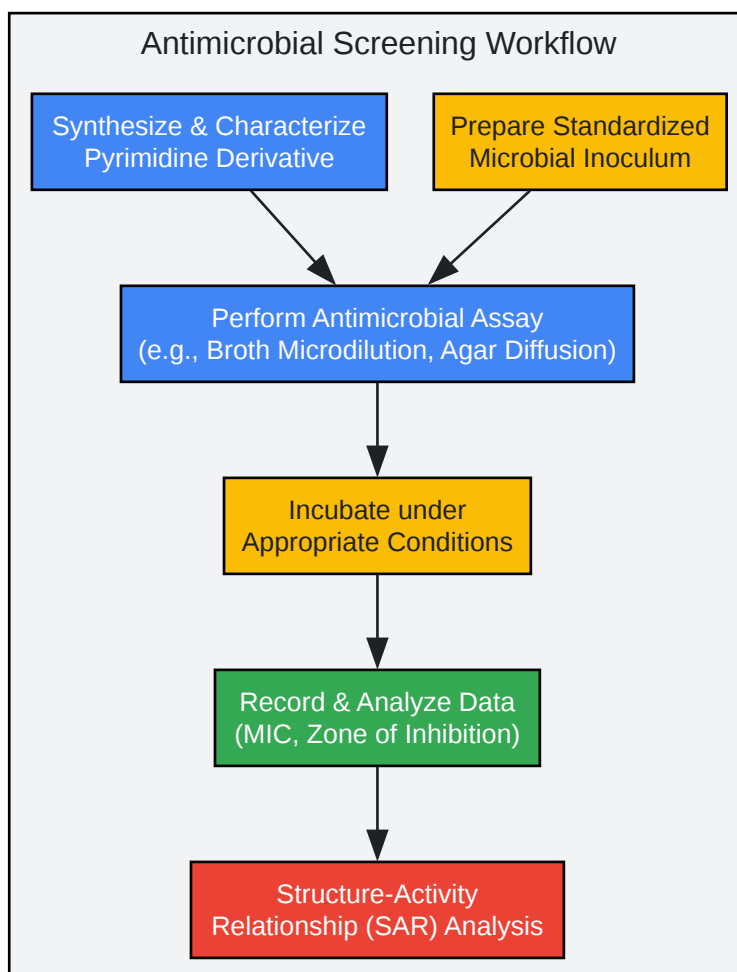 Antimicrobial Screening Workflow
Synthesize & Characterize
Pyrimidine Derivative
Prepare Standardized
Microbial Inoculum
Perform Antimicrobial Assay
(e.g., Broth Microdilution, Agar Diffusion)
Incubate under
Appropriate Conditions
Record & Analyze Data
(MIC, Zone of Inhibition)
Structure-Activity
Relationship (SAR) Analysis